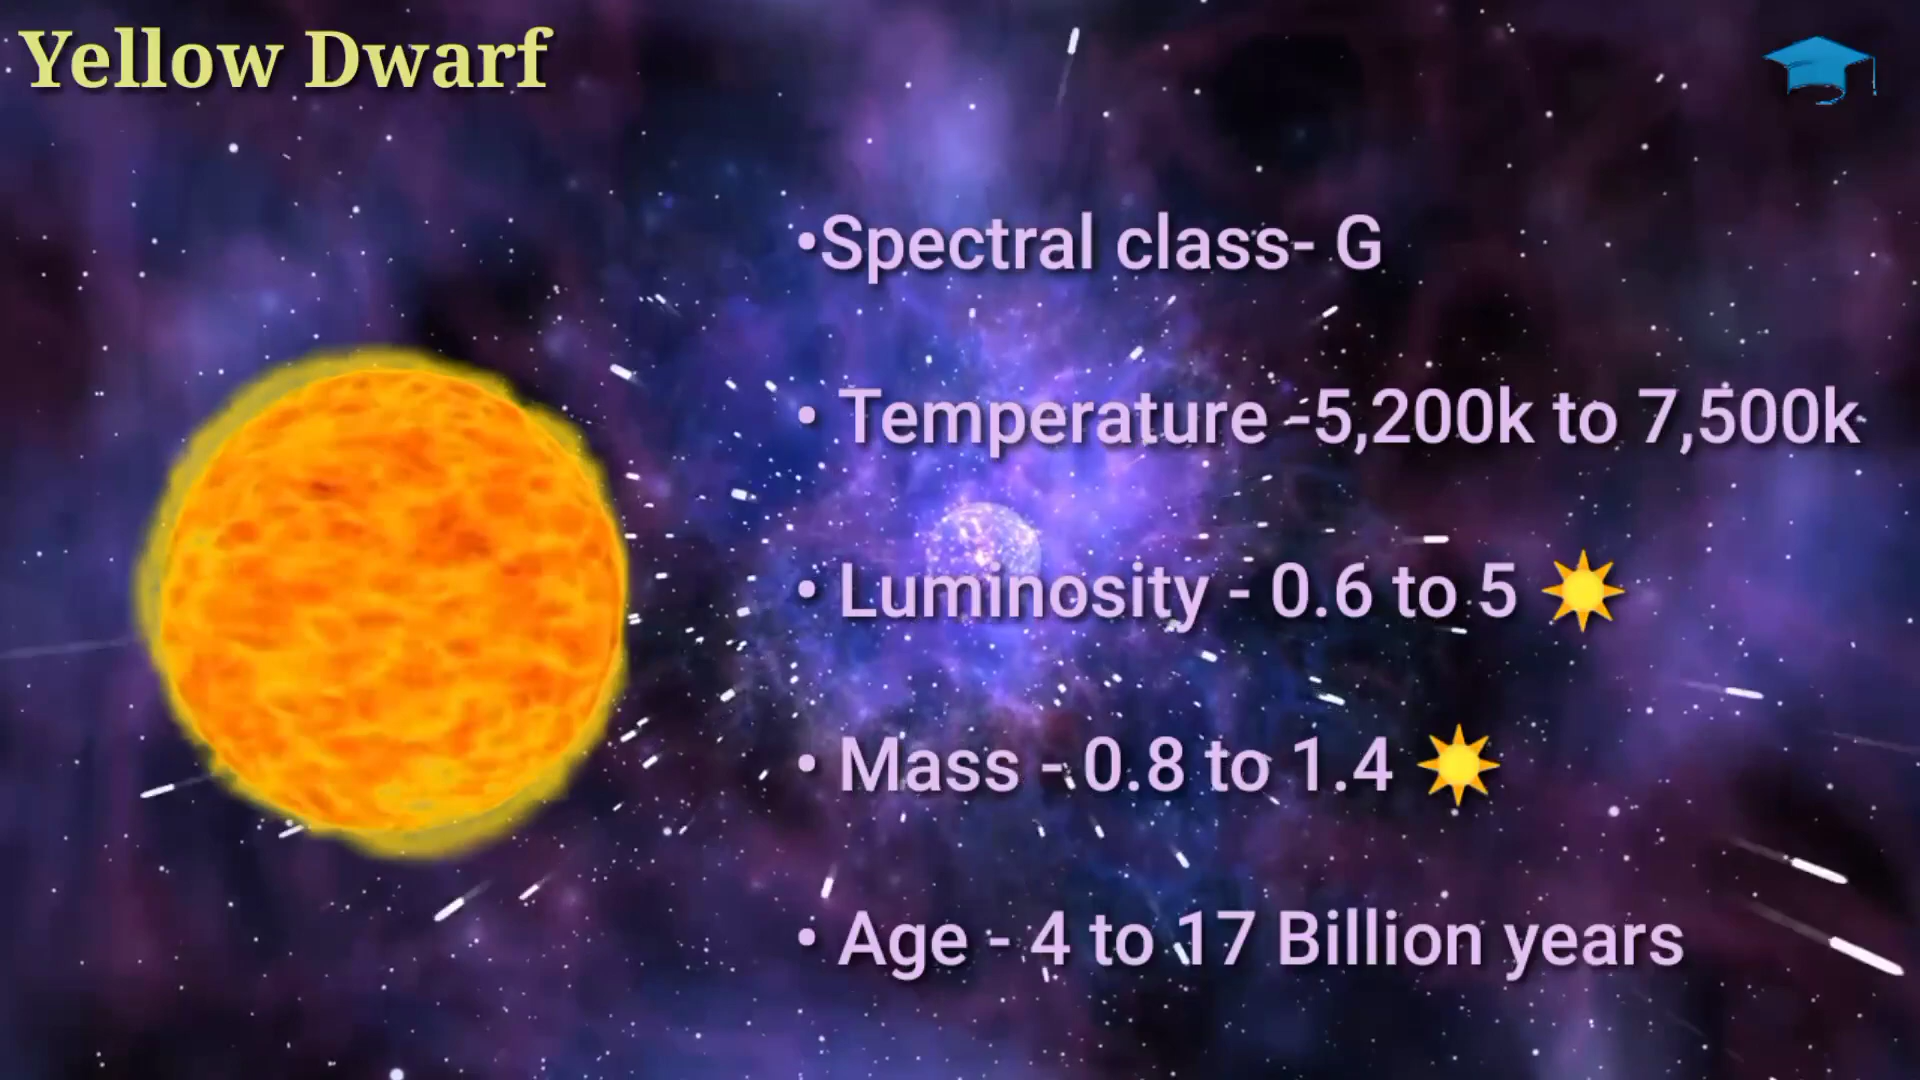 Yellow Dwarf
•Spectral class- G
• Temperature -5,200k to 7,500k
• Luminosity - 0.6 to 5 ☀
• Mass - 0.8 to 1.4 ☀
• Age - 4 to 17 Billion years